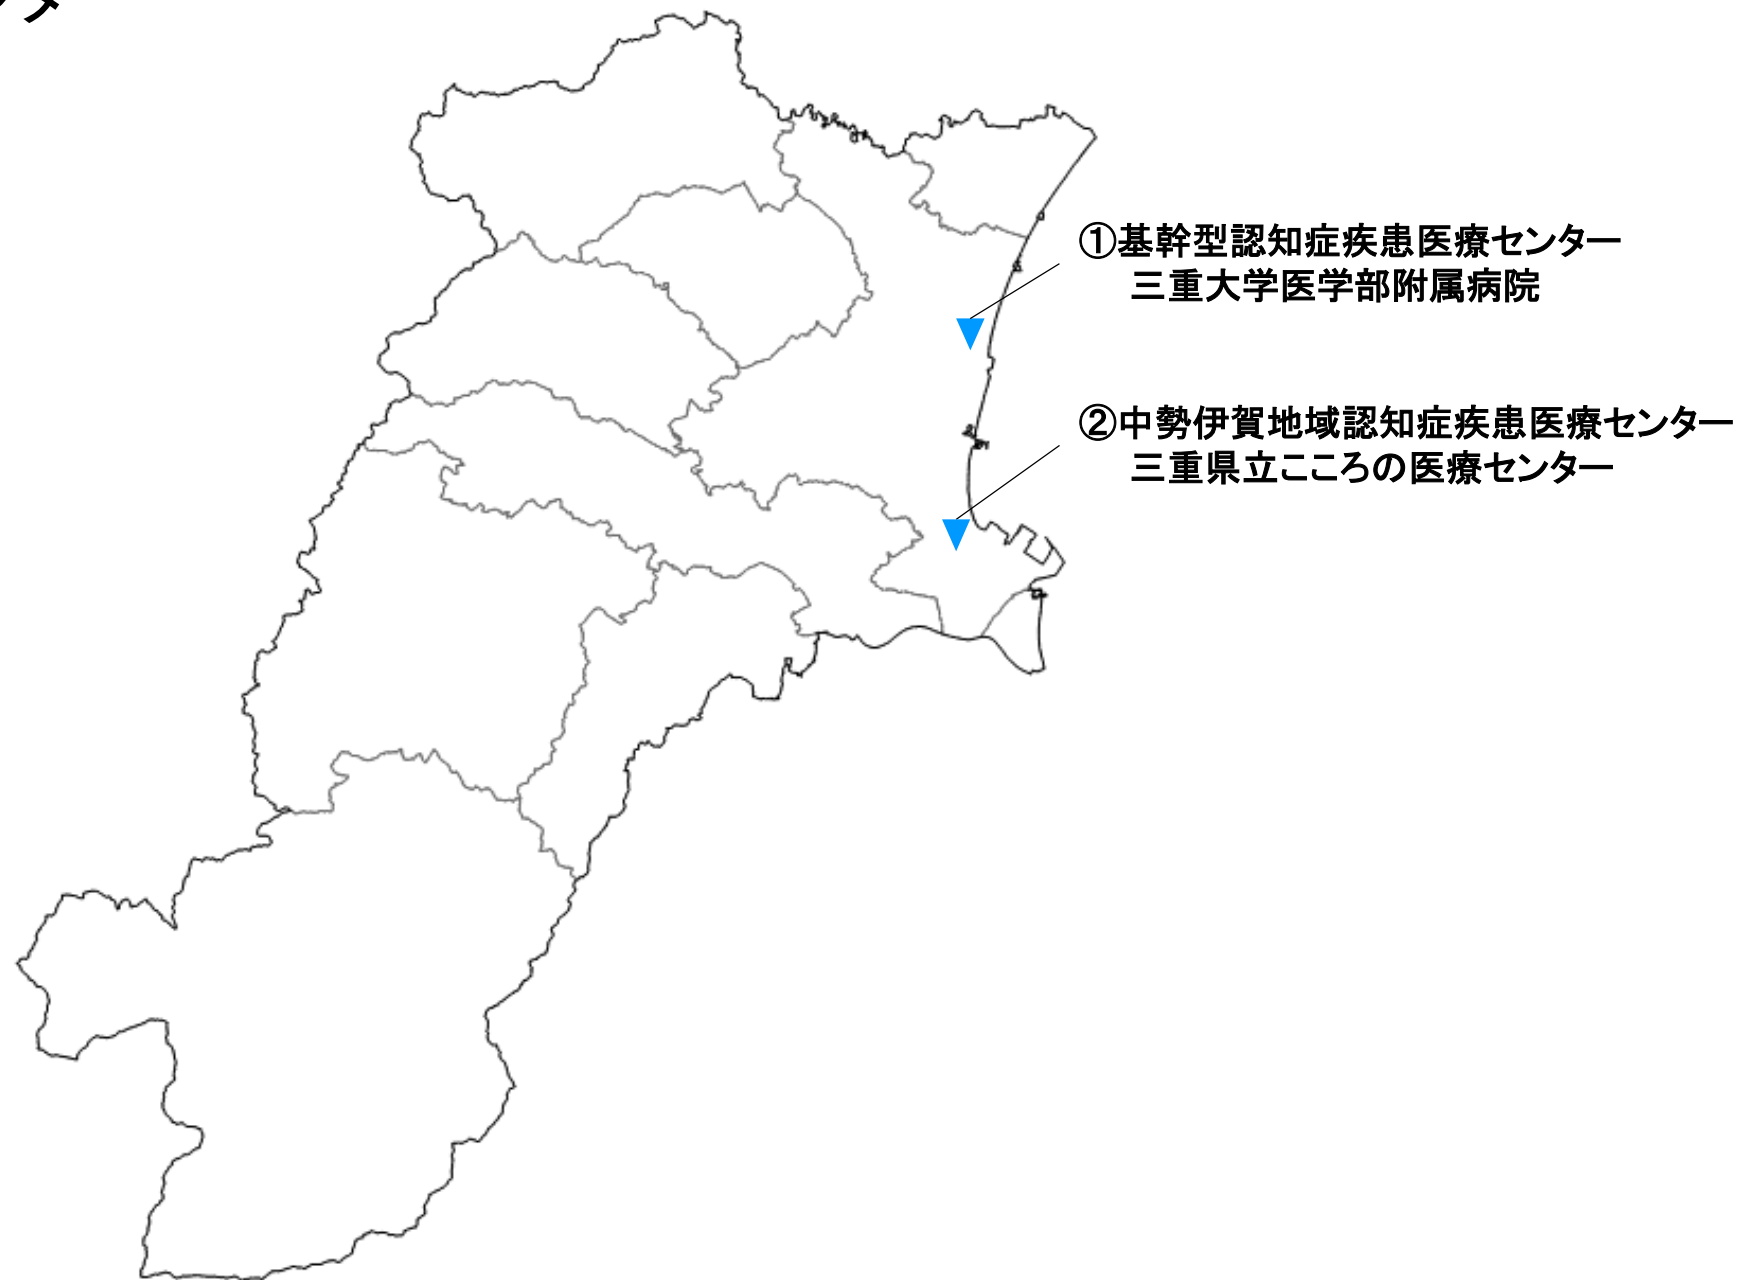 ①基幹型認知症疾患医療センター
三重大学医学部附属病院
②中勢伊賀地域認知症疾患医療センター
三重県立こころの医療センター